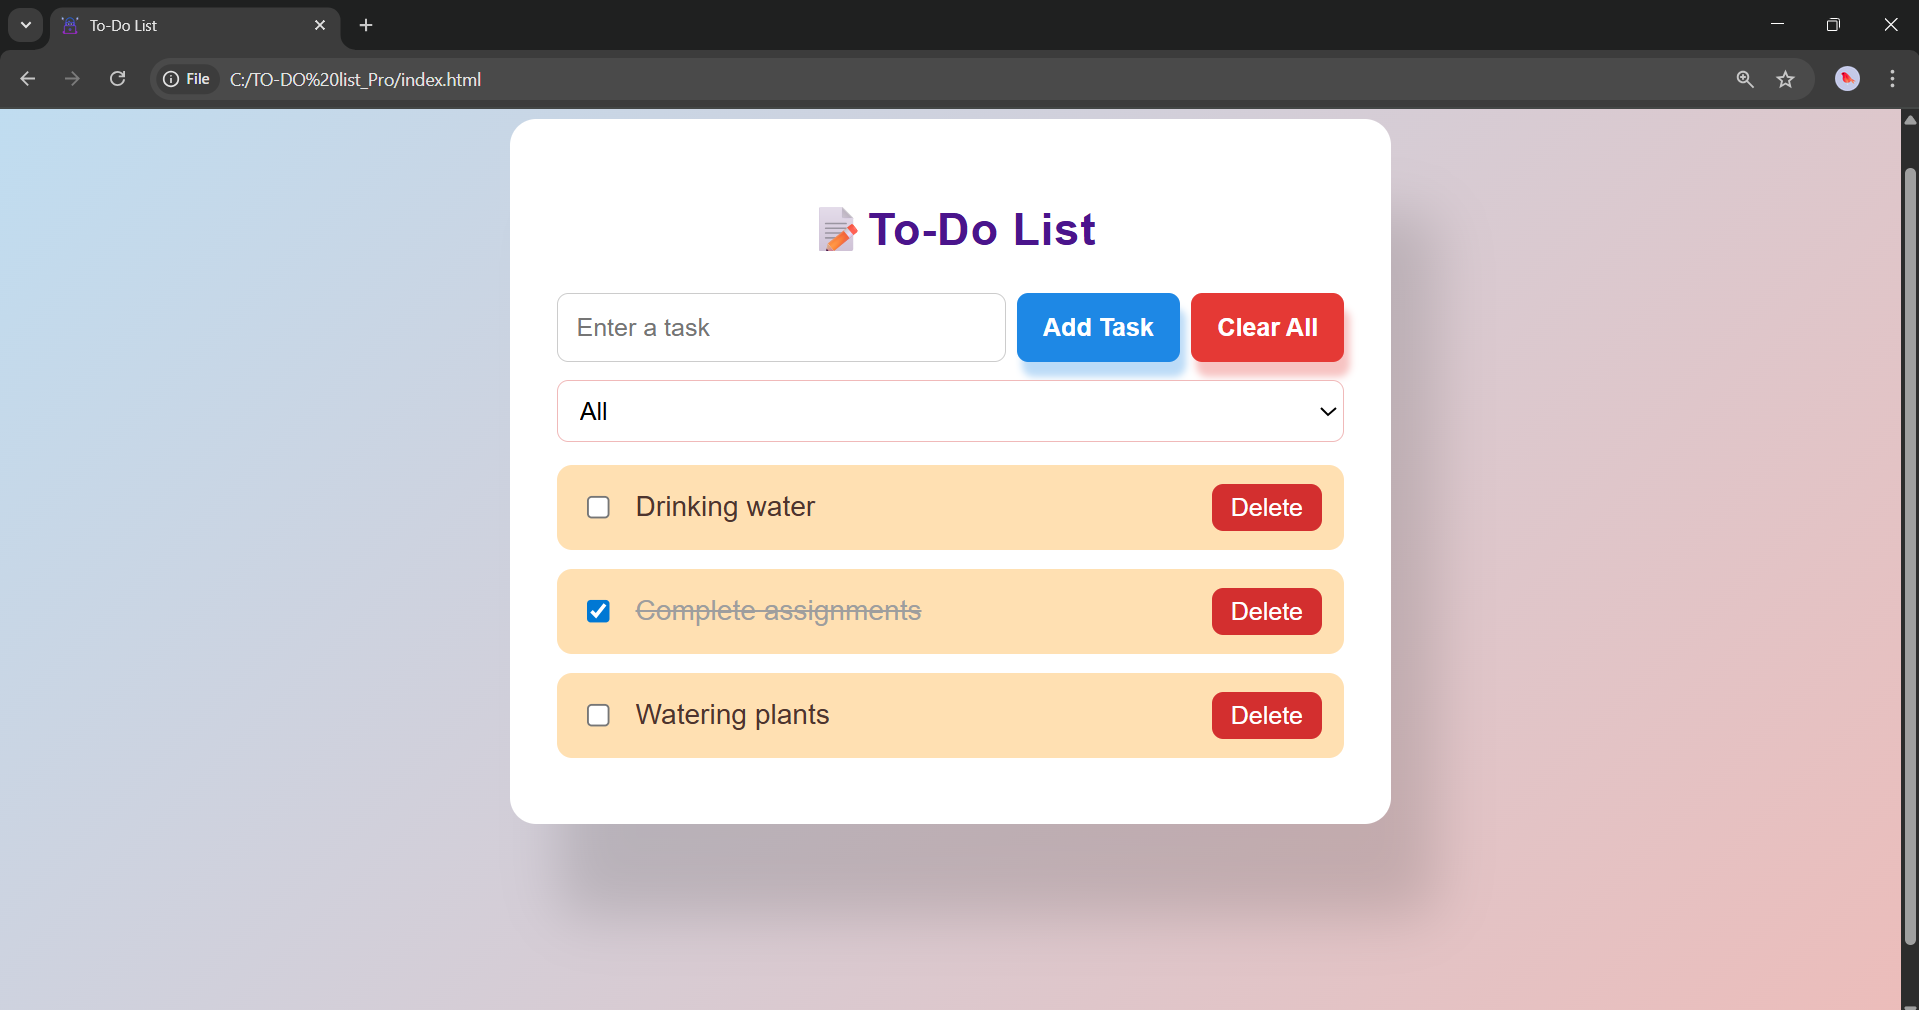 To-Do List
File C:/TO-DO%20list_Pro/index.html
To-Do List
Enter a task
Add Task
Clear All
All
Drinking water
Delete
Complete assignments
Delete
Watering plants
Delete